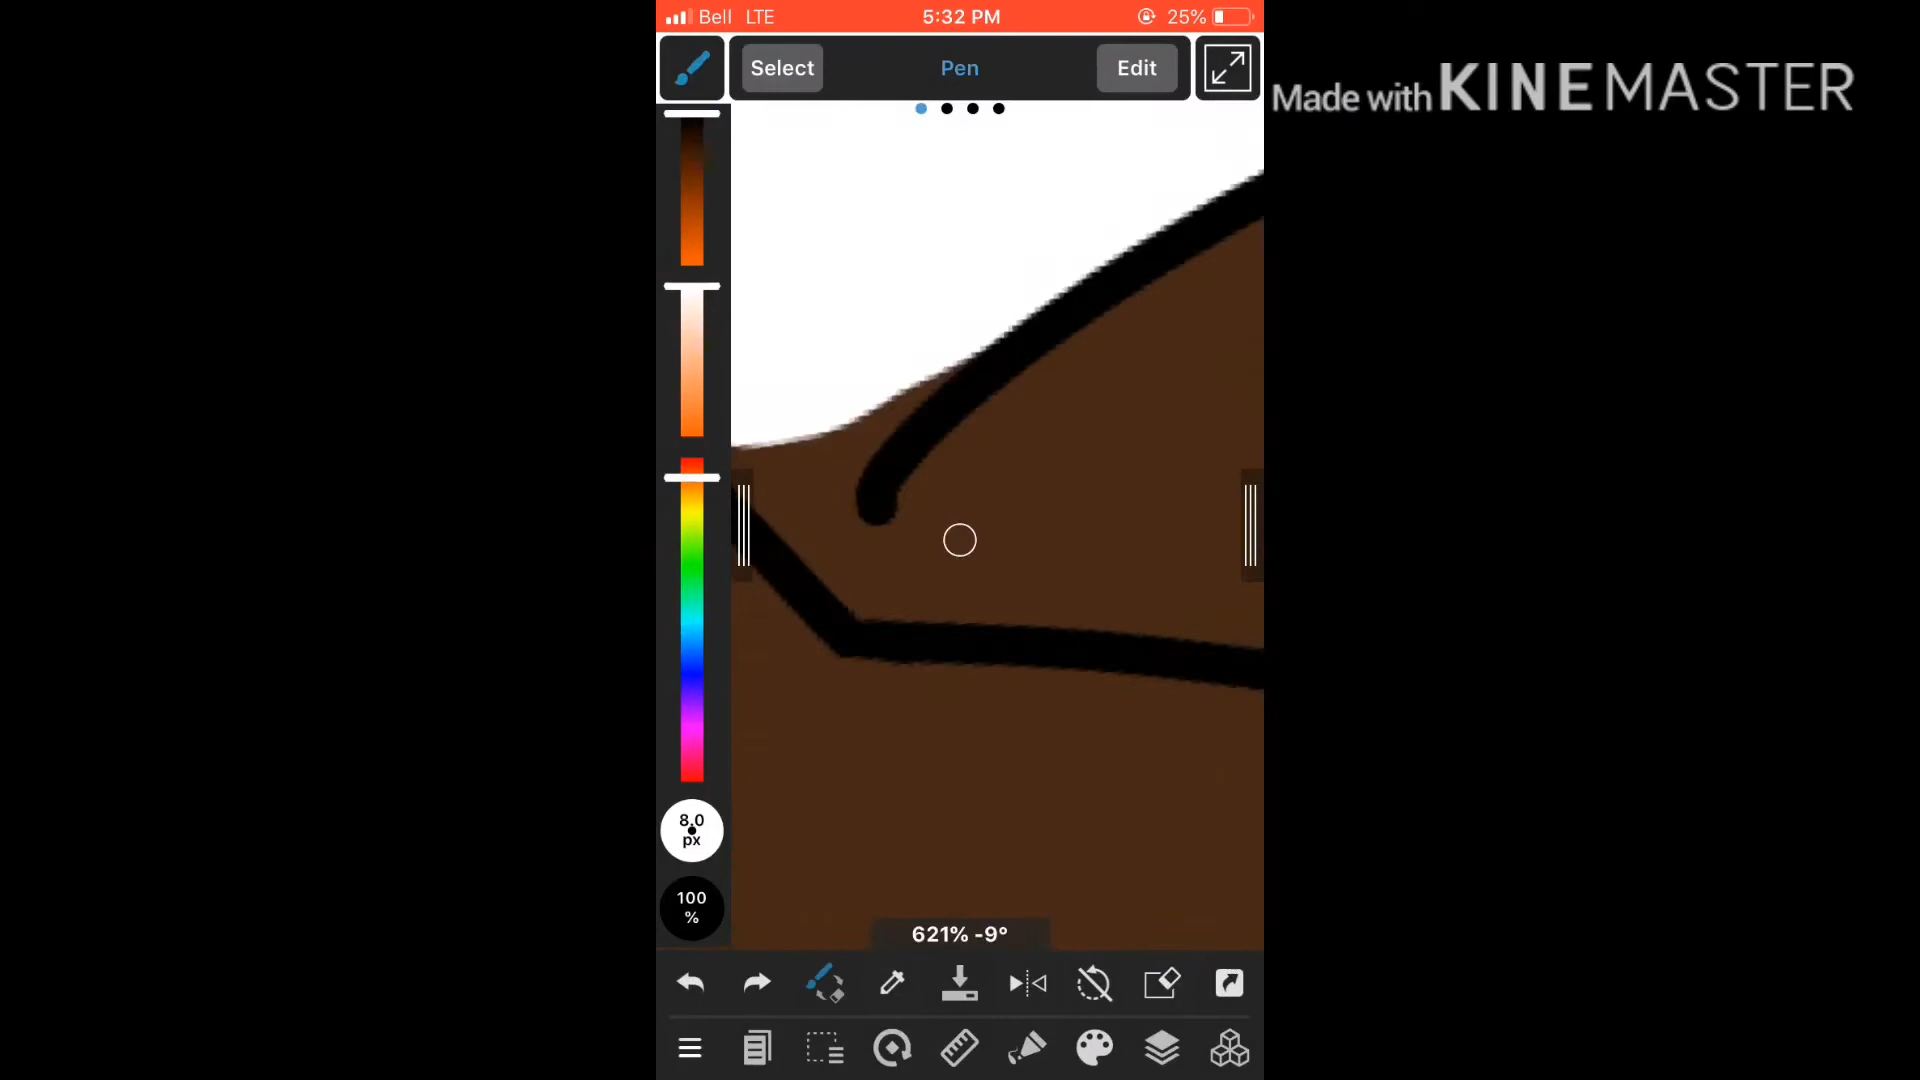 Bell LTE 5:32 PM 25%
Select Pen Edit
Made with KINEMASTER
8.0
px
100
%
621% -9°